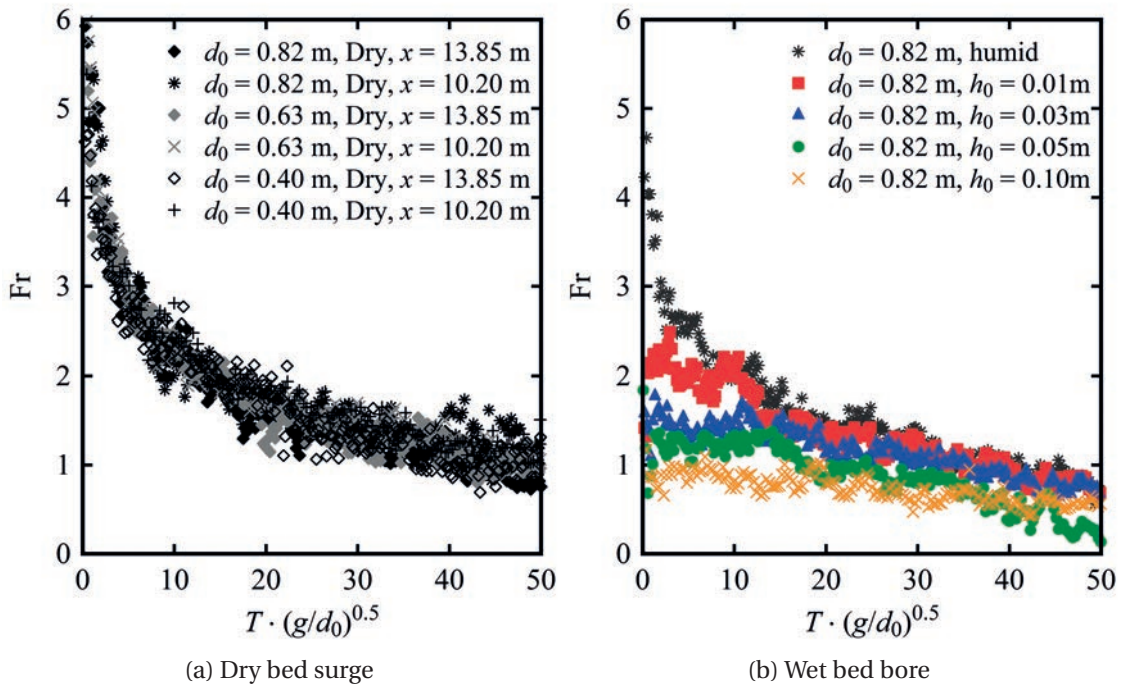 6
5
4
3
2
1
0
Fr
d₀ = 0.82 m, Dry, x = 13.85 m
d₀ = 0.82 m, Dry, x = 10.20 m
d₀ = 0.63 m, Dry, x = 13.85 m
d₀ = 0.63 m, Dry, x = 10.20 m
d₀ = 0.40 m, Dry, x = 13.85 m
d₀ = 0.40 m, Dry, x = 10.20 m
0 10 20 30 40 50
T · (g/d₀)^0.5
(a) Dry bed surge
6
5
4
3
2
1
0
Fr
d₀ = 0.82 m, humid
d₀ = 0.82 m, h₀ = 0.01m
d₀ = 0.82 m, h₀ = 0.03m
d₀ = 0.82 m, h₀ = 0.05m
d₀ = 0.82 m, h₀ = 0.10m
0 10 20 30 40 50
T · (g/d₀)^0.5
(b) Wet bed bore